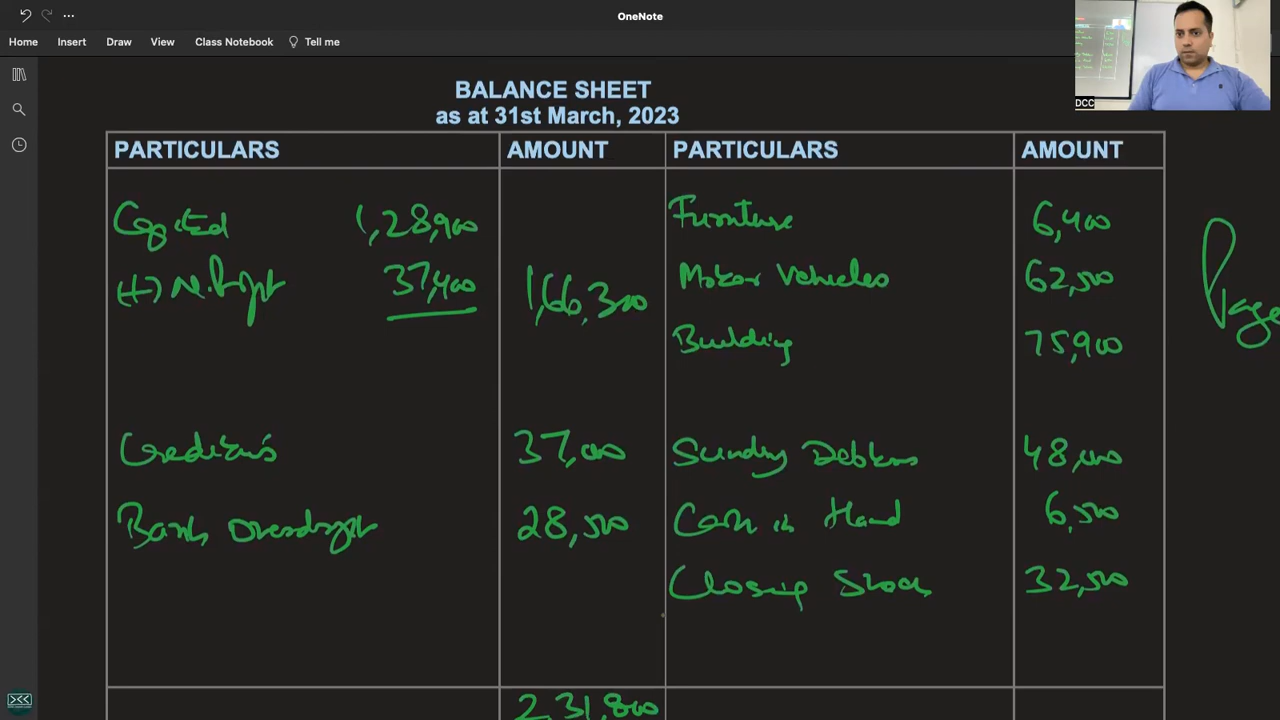 OneNote
Home Insert Draw View Class Notebook Tell me
DCC
BALANCE SHEET
as at 31st March, 2023
PARTICULARS AMOUNT PARTICULARS AMOUNT
Capital 1,28,900 Furniture 6,400
(+) N. Profit 37,400 1,66,300 Motor Vehicles 62,500
Building 75,900
Page
Creditors 37,000 Sundry Debtors 48,000
Bank Overdraft 28,500 Cash in Hand 6,500
Closing Stock 32,500
2,31,800